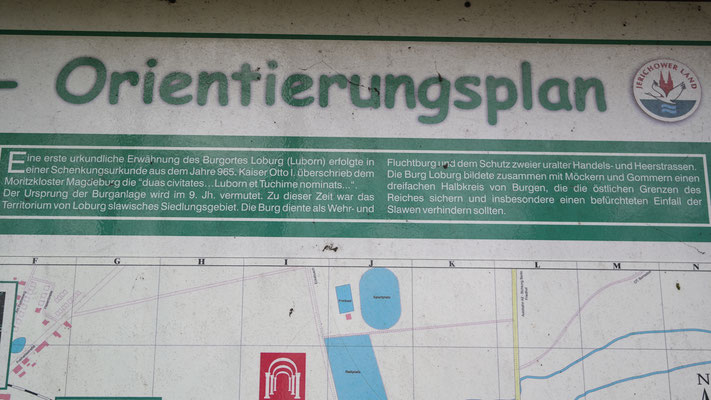 - Orientierungsplan
JERICHOWER LAND
Eine erste urkundliche Erwähnung des Burgortes Loburg (Luborn) erfolgte in
einer Schenkungsurkunde aus dem Jahre 965. Kaiser Otto I. überschrieb dem
Moritzkloster Magdeburg die "duas civitates…Luborn et Tuchime nominats...".
Der Ursprung der Burganlage wird im 9. Jh. vermutet. Zu dieser Zeit war das
Territorium von Loburg slawisches Siedlungsgebiet. Die Burg diente als Wehr- und
Fluchtburg und dem Schutz zweier uralter Handels- und Heerstrassen.
Die Burg Loburg bildete zusammen mit Möckern und Gommern einen
dreifachen Halbkreis von Burgen, die die östlichen Grenzen des
Reiches sichern und insbesondere einen befürchteten Einfall der
Slawen verhindern sollten.
F G H I J K L M N
N